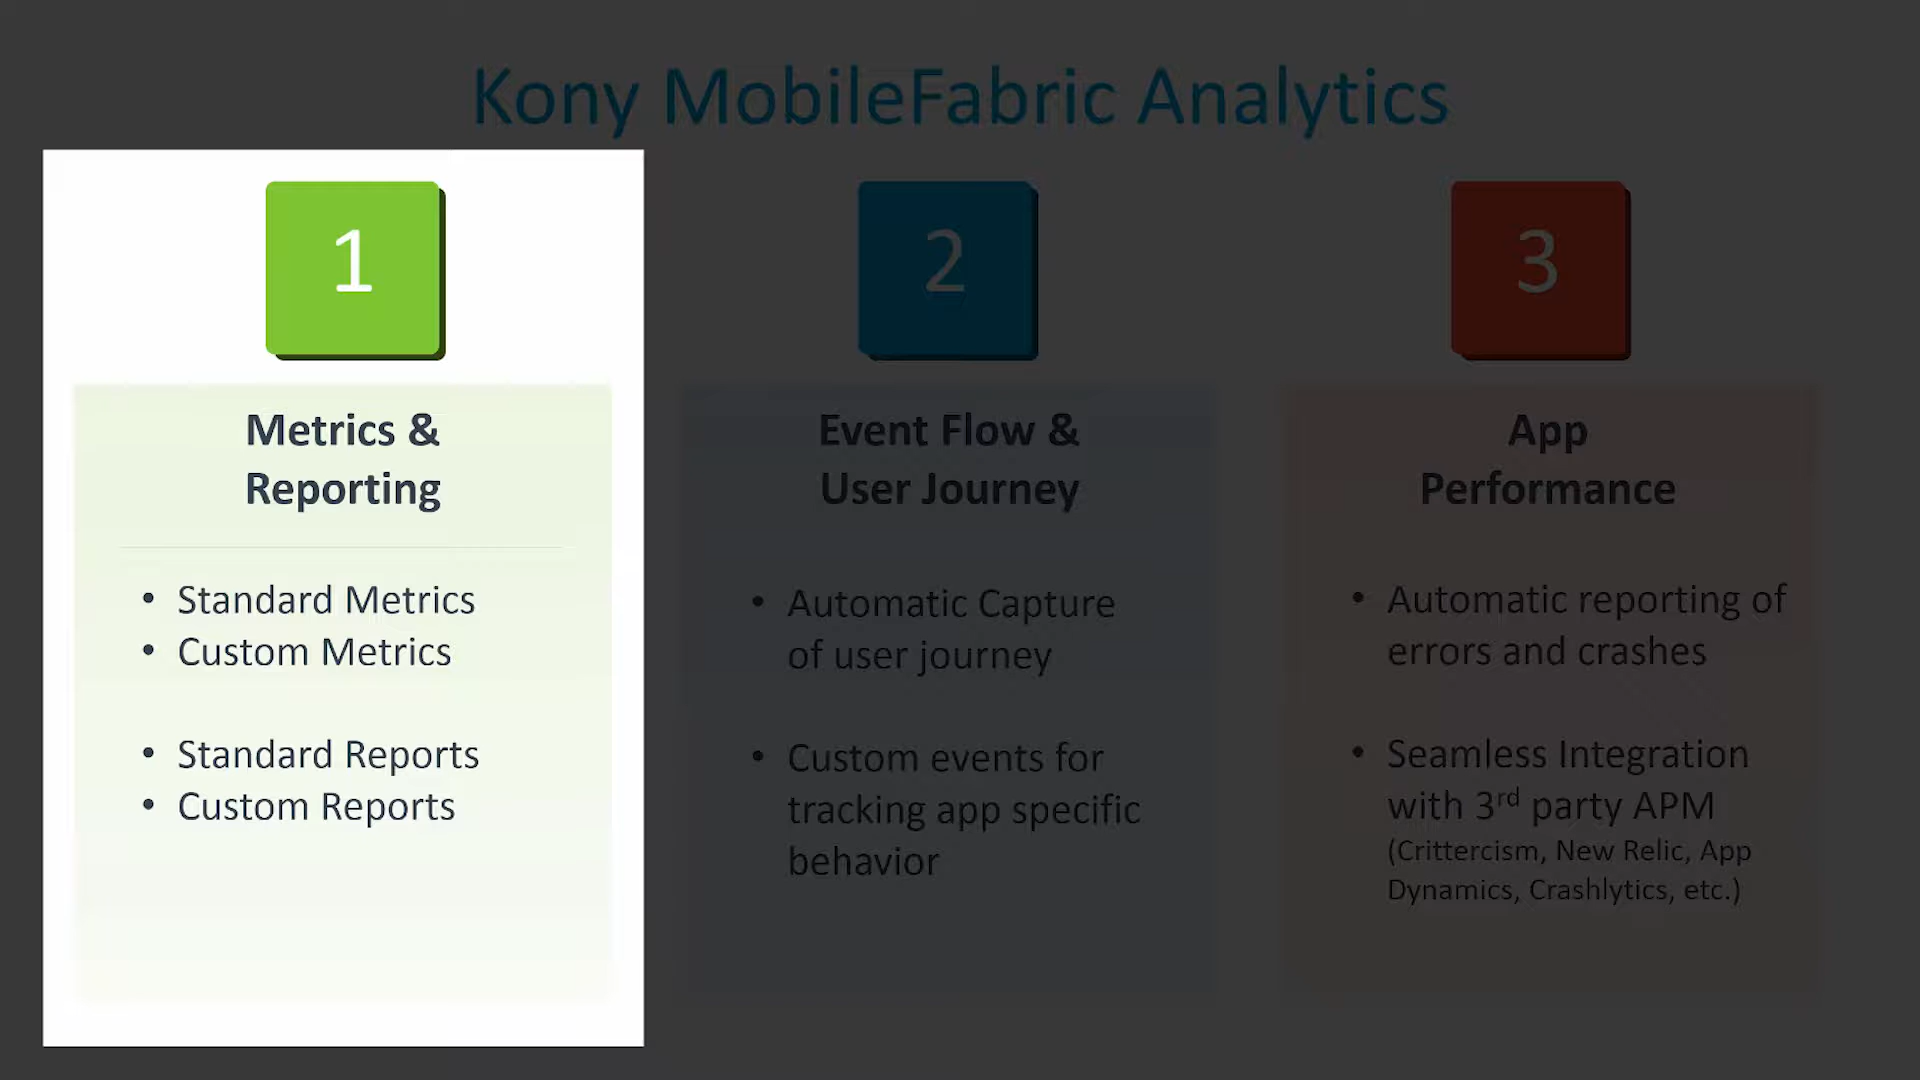 Kony MobileFabric Analytics
1
Metrics &
Reporting
• Standard Metrics
• Custom Metrics
• Standard Reports
• Custom Reports
2
Event Flow &
User Journey
• Automatic Capture
of user journey
• Custom events for
tracking app specific
behavior
3
App
Performance
• Automatic reporting of
errors and crashes
• Seamless Integration
with 3rd party APM
(Crittercism, New Relic, App
Dynamics, Crashlytics, etc.)